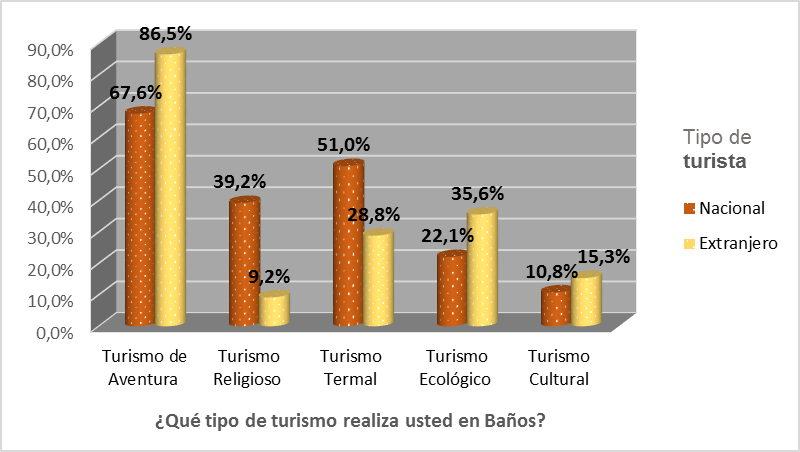 86,5%
90,0%
80,0%
67,6%
70,0%
60,0%
51,0%
50,0%
39,2%
40,0%
35,6%
28,8%
30,0%
22,1%
20,0%
15,3%
10,8%
9,2%
10,0%
0,0%
Turismo de
Aventura
Turismo
Religioso
Turismo
Termal
Turismo
Ecológico
Turismo
Cultural
¿Qué tipo de turismo realiza usted en Baños?
Tipo de
turista
Nacional
Extranjero